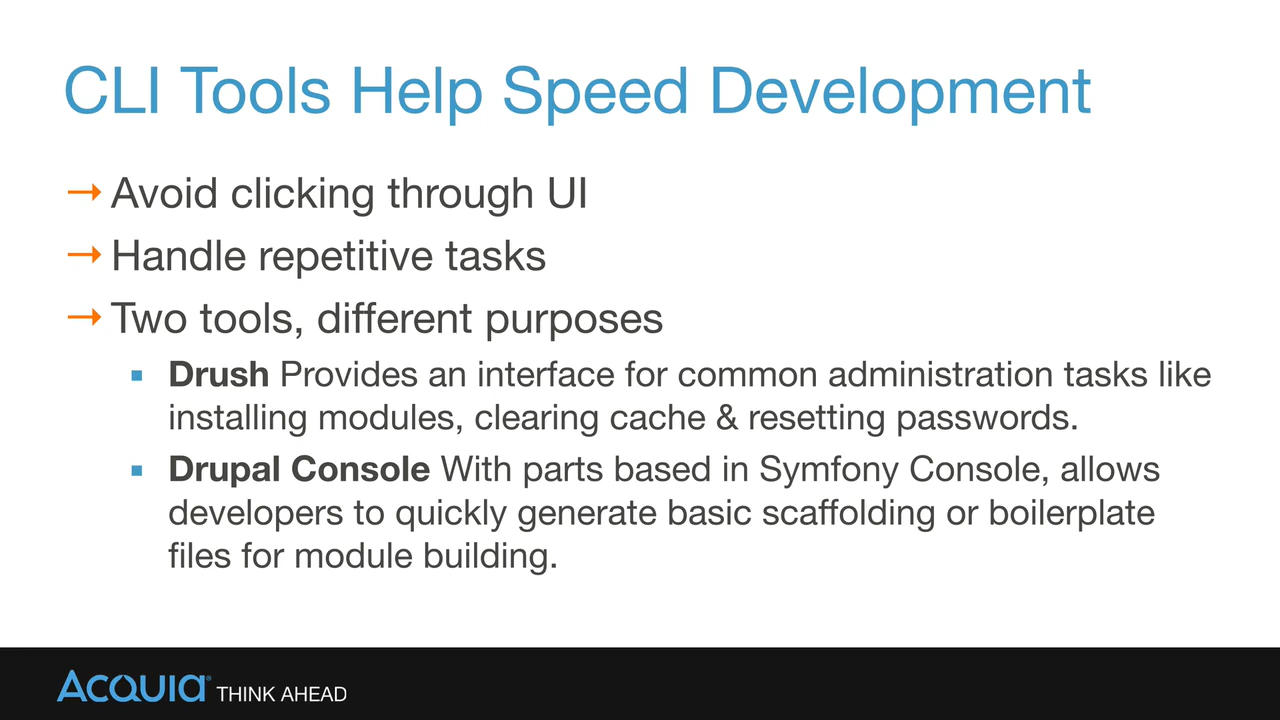 CLI Tools Help Speed Development
→ Avoid clicking through UI
→ Handle repetitive tasks
→ Two tools, different purposes
▪ Drush Provides an interface for common administration tasks like
installing modules, clearing cache & resetting passwords.
▪ Drupal Console With parts based in Symfony Console, allows
developers to quickly generate basic scaffolding or boilerplate
files for module building.
ACQUIA® THINK AHEAD